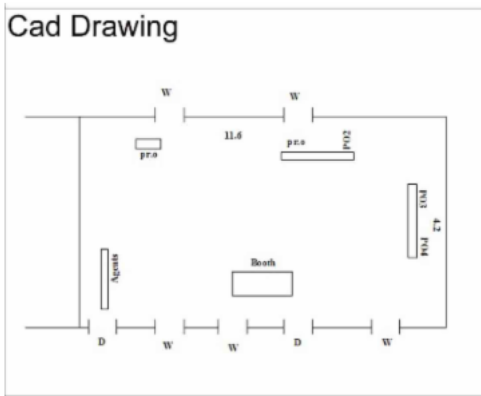 Cad Drawing
W
W
11.6
pr.o
pr.o
PO2
PO3
4.2
PO4
Agents
Booth
D
W
W
D
W